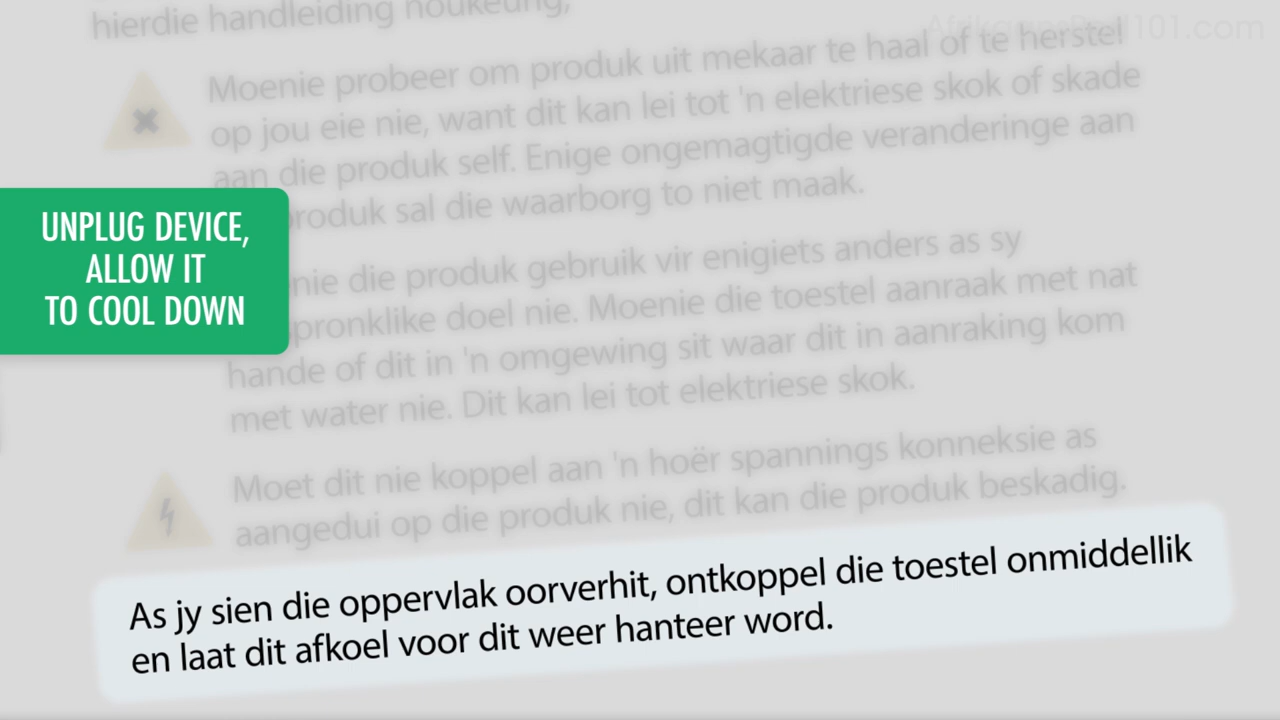 hierdie handleiding noukeurig,
AfrikaansPod101.com
Moenie probeer om produk uit mekaar te haal of te herstel
op jou eie nie, want dit kan lei tot 'n elektriese skok of skade
aan die produk self. Enige ongemagtigde veranderinge aan
produk sal die waarborg to niet maak.
UNPLUG DEVICE,
ALLOW IT
TO COOL DOWN
die produk gebruik vir enigiets anders as sy
doel nie. Moenie die toestel aanraak met nat
hande of dit in 'n omgewing sit waar dit in aanraking kom
met water nie. Dit kan lei tot elektriese skok.
Moet dit nie koppel aan 'n hoër spannings konneksie as
aangedui op die produk nie, dit kan die produk beskadig.
As jy sien die oppervlak oorverhit, ontkoppel die toestel onmiddellik
en laat dit afkoel voor dit weer hanteer word.